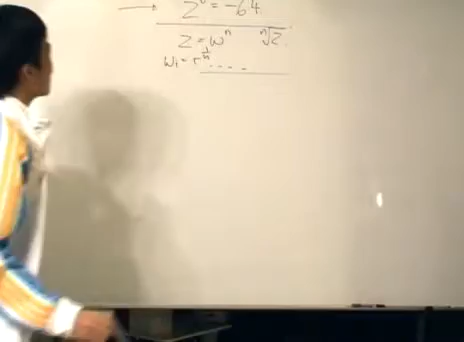 → z⁶ = -64.
z = wⁿ ⁿ√z.
w₁ = r^(1/n) ....